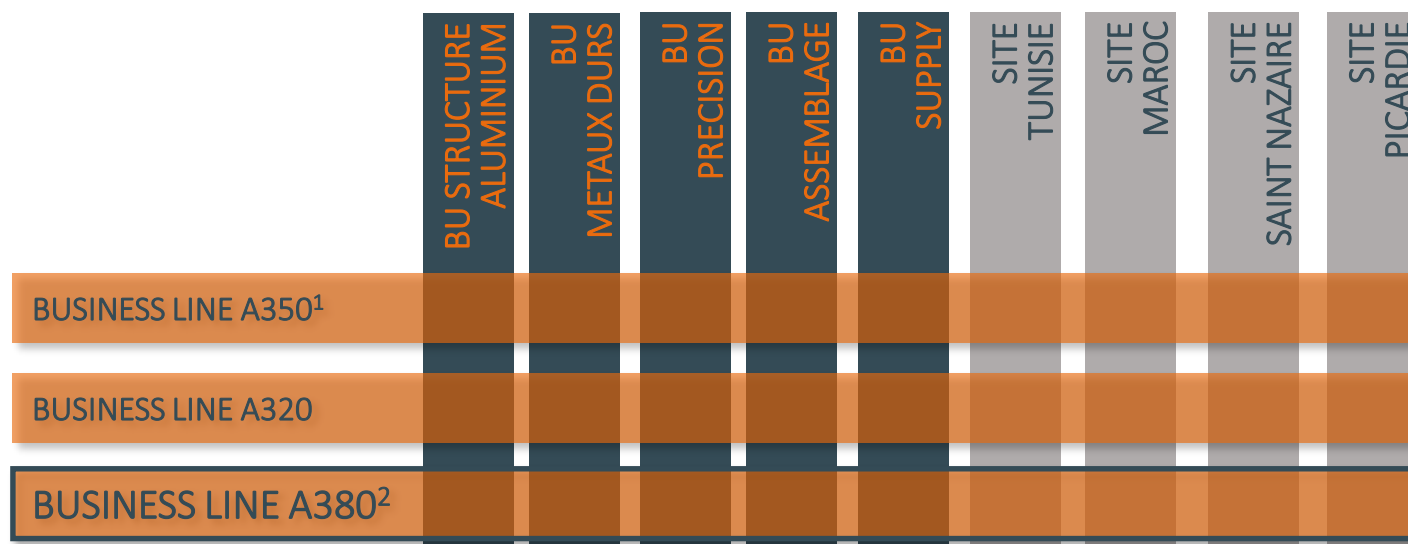 BU STRUCTURE
ALUMINIUM
BU
METAUX DURS
BU
PRECISION
BU
ASSEMBLAGE
BU
SUPPLY
SITE
TUNISIE
SITE
MAROC
SITE
SAINT NAZAIRE
SITE
PICARDIE
BUSINESS LINE A350¹
BUSINESS LINE A320
BUSINESS LINE A380²